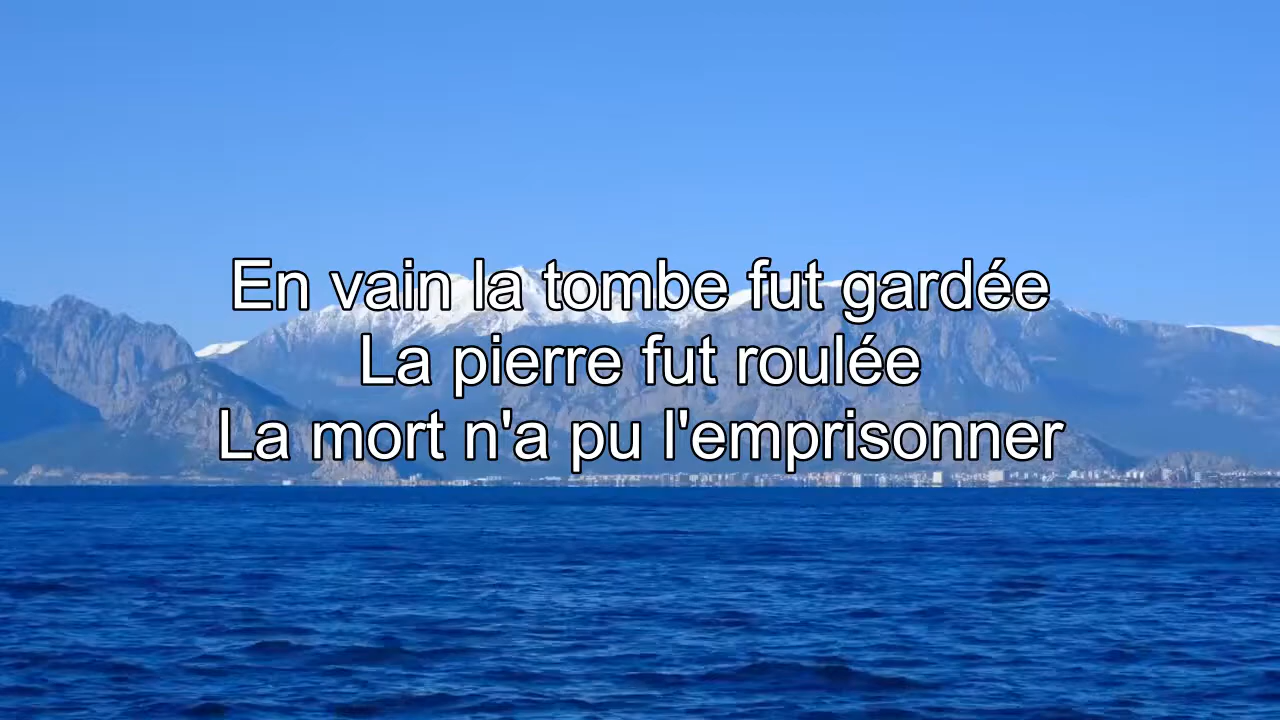 En vain la tombe fut gardée
La pierre fut roulée
La mort n'a pu l'emprisonner